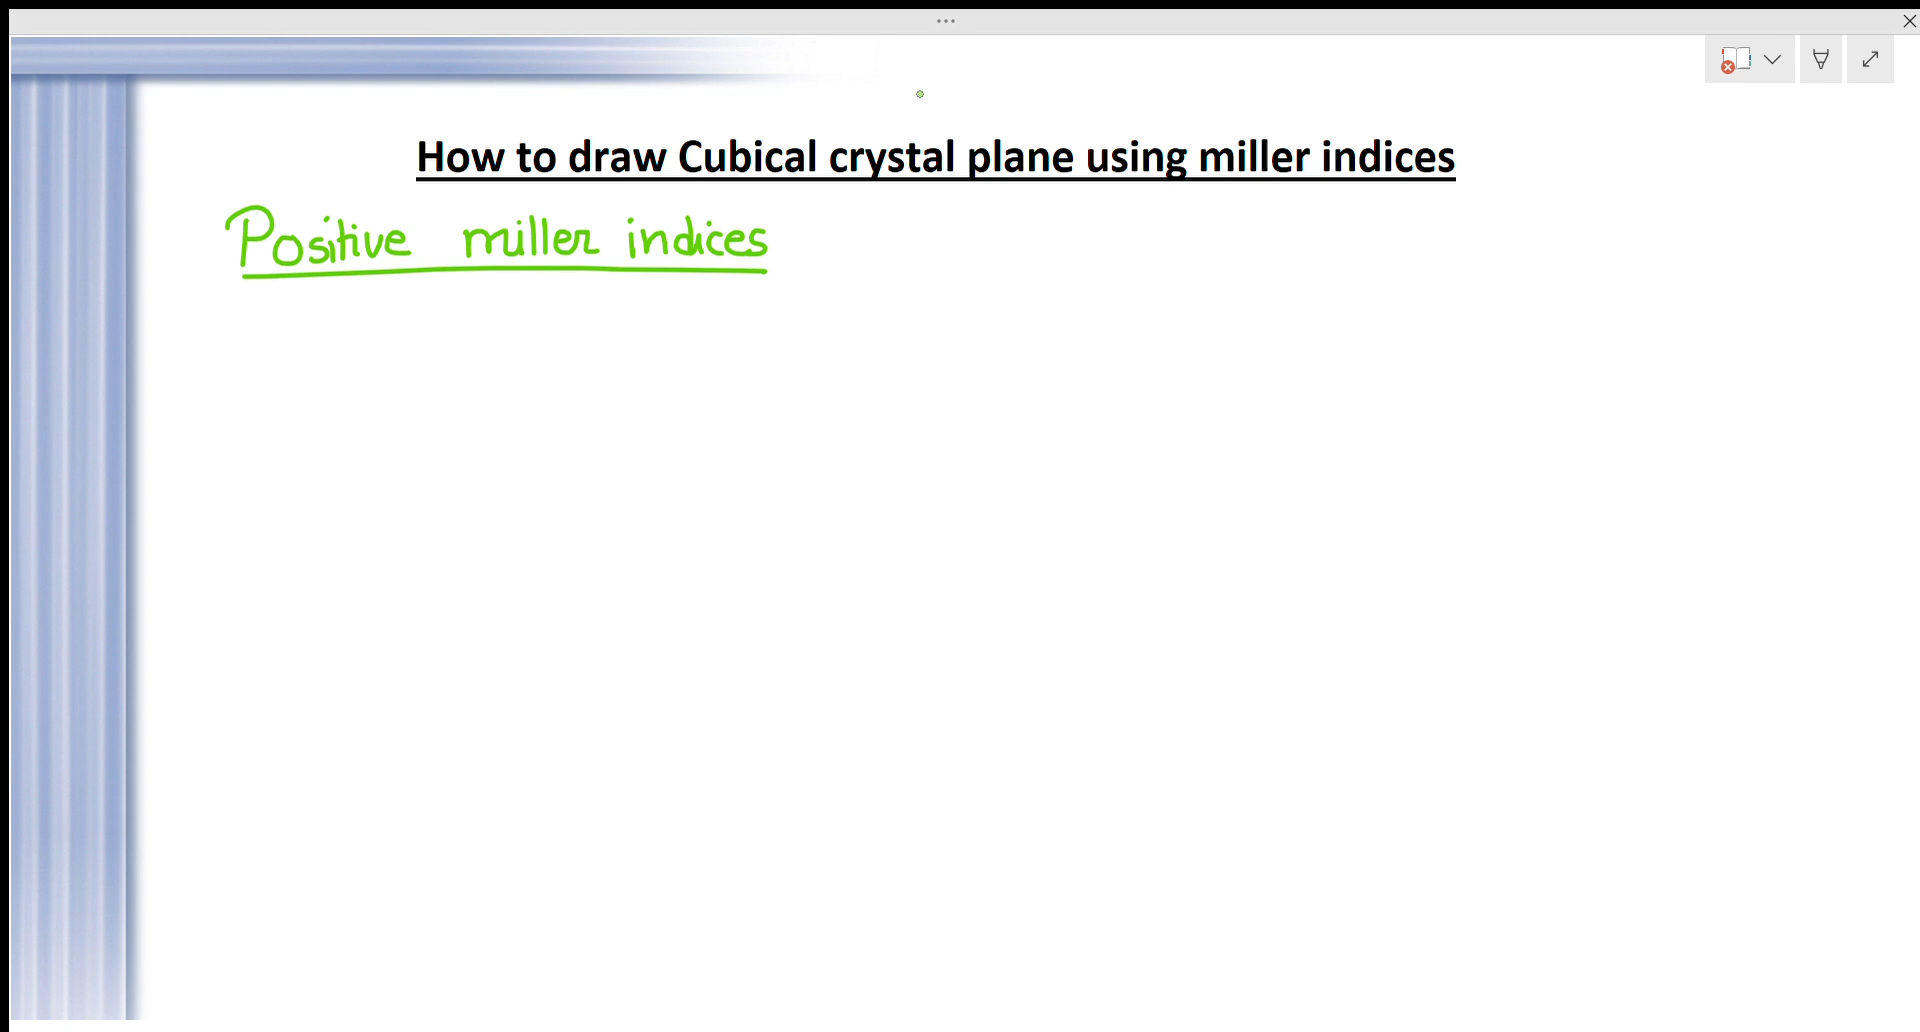 How to draw Cubical crystal plane using miller indices
Positive miller indices